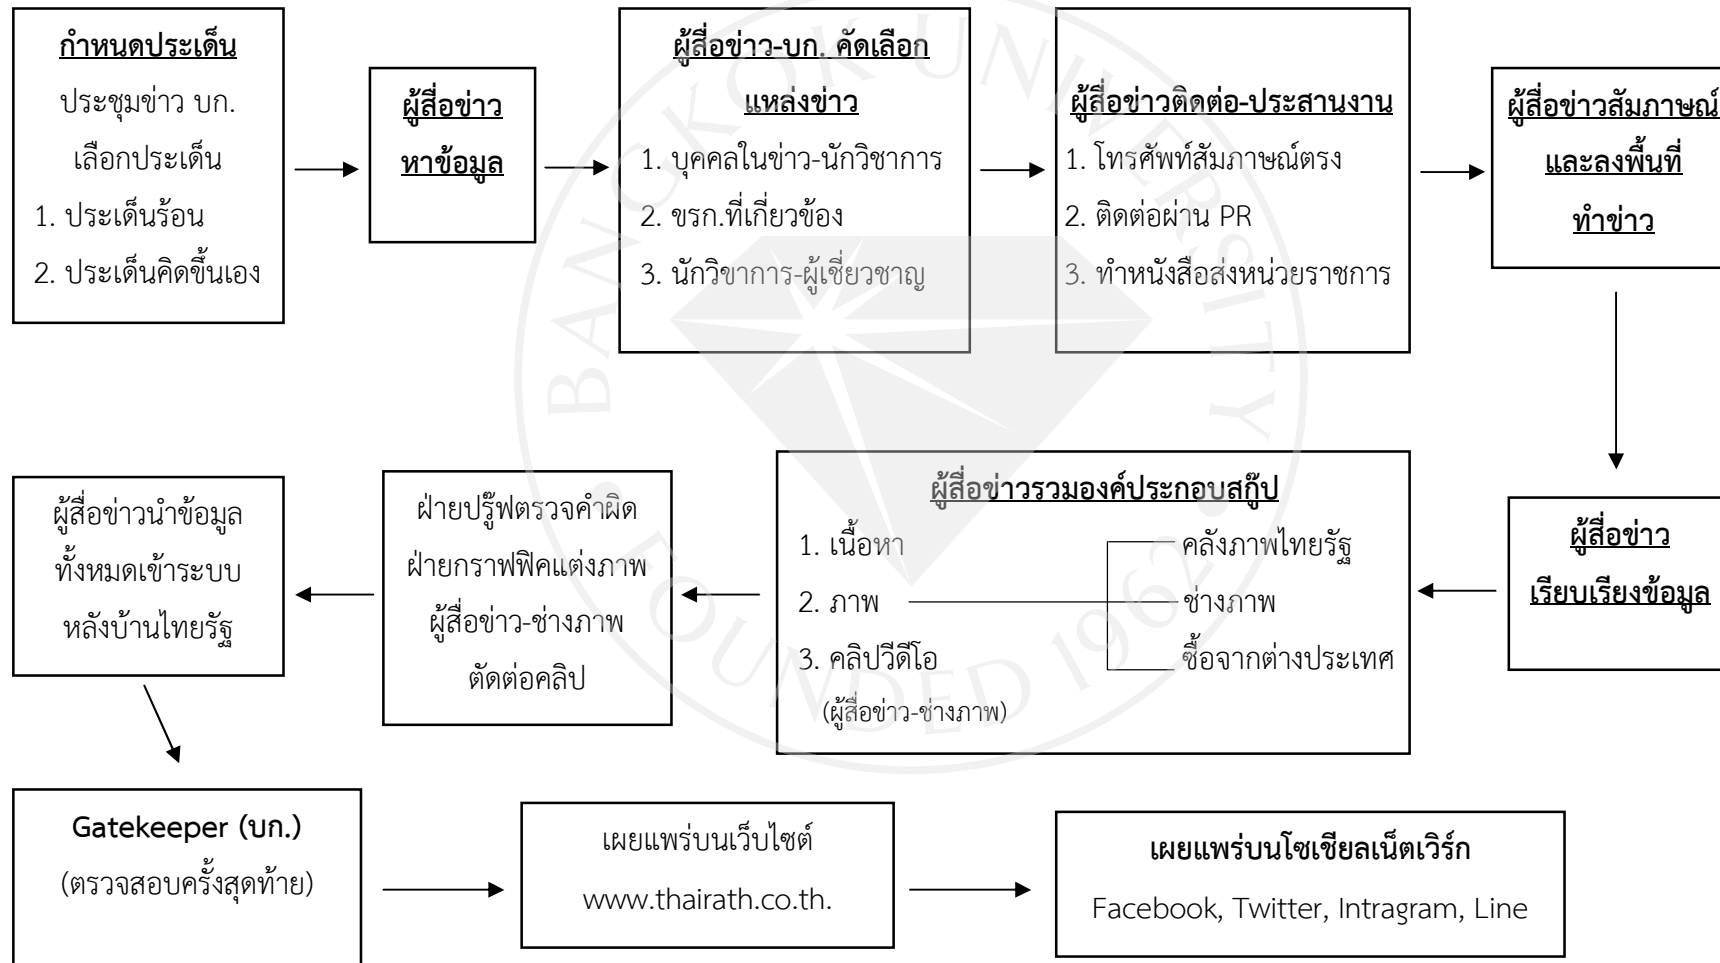 กำหนดประเด็น
ประชุมข่าว บก.
เลือกประเด็น
1. ประเด็นร้อน
2. ประเด็นคิดขึ้นเอง
ผู้สื่อข่าว
หาข้อมูล
ผู้สื่อข่าว-บก. คัดเลือก
แหล่งข่าว
1. บุคคลในข่าว-นักวิชาการ
2. ขรก.ที่เกี่ยวข้อง
3. นักวิขาการ-ผู้เชี่ยวชาญ
ผู้สื่อข่าวติดต่อ-ประสานงาน
1. โทรศัพท์สัมภาษณ์ตรง
2. ติดต่อผ่าน PR
3. ทำหนังสือส่งหน่วยราชการ
ผู้สื่อข่าวสัมภาษณ์
และลงพื้นที่
ทำข่าว
ผู้สื่อข่าว
เรียบเรียงข้อมูล
ผู้สื่อข่าวรวมองค์ประกอบสกู๊ป
1. เนื้อหา
2. ภาพ
3. คลิปวีดีโอ
(ผู้สื่อข่าว-ช่างภาพ)
คลังภาพไทยรัฐ
ช่างภาพ
ซื้อจากต่างประเทศ
ฝ่ายปรู๊ฟตรวจคำผิด
ฝ่ายกราฟฟิคแต่งภาพ
ผู้สื่อข่าว-ช่างภาพ
ตัดต่อคลิป
ผู้สื่อข่าวนำข้อมูล
ทั้งหมดเข้าระบบ
หลังบ้านไทยรัฐ
Gatekeeper (บก.)
(ตรวจสอบครั้งสุดท้าย)
เผยแพร่บนเว็บไซต์
www.thairath.co.th.
เผยแพร่บนโซเชียลเน็ตเวิร์ก
Facebook, Twitter, Intragram, Line
BANGKOK UNIVERSITY
FOUNDED 1962